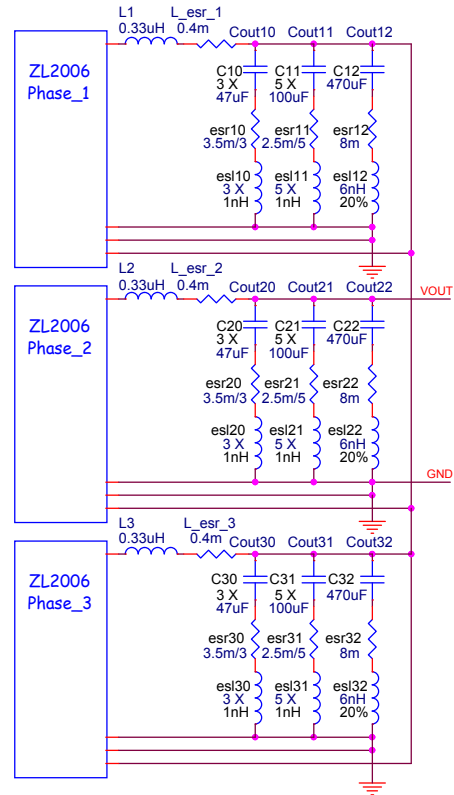 L1 L_esr_1
0.33uH 0.4m Cout10 Cout11 Cout12
ZL2006
Phase_1
C10 C11 C12
3 X 5 X 470uF
47uF 100uF
esr10 esr11 esr12
3.5m/3 2.5m/5 8m
esl10 esl11 esl12
3 X 5 X 6nH
1nH 1nH 20%
L2 L_esr_2
0.33uH 0.4m Cout20 Cout21 Cout22 VOUT
ZL2006
Phase_2
C20 C21 C22
3 X 5 X 470uF
47uF 100uF
esr20 esr21 esr22
3.5m/3 2.5m/5 8m
esl20 esl21 esl22
3 X 5 X 6nH
1nH 1nH 20%
GND
L3 L_esr_3
0.33uH 0.4m Cout30 Cout31 Cout32
ZL2006
Phase_3
C30 C31 C32
3 X 5 X 470uF
47uF 100uF
esr30 esr31 esr32
3.5m/3 2.5m/5 8m
esl30 esl31 esl32
3 X 5 X 6nH
1nH 1nH 20%